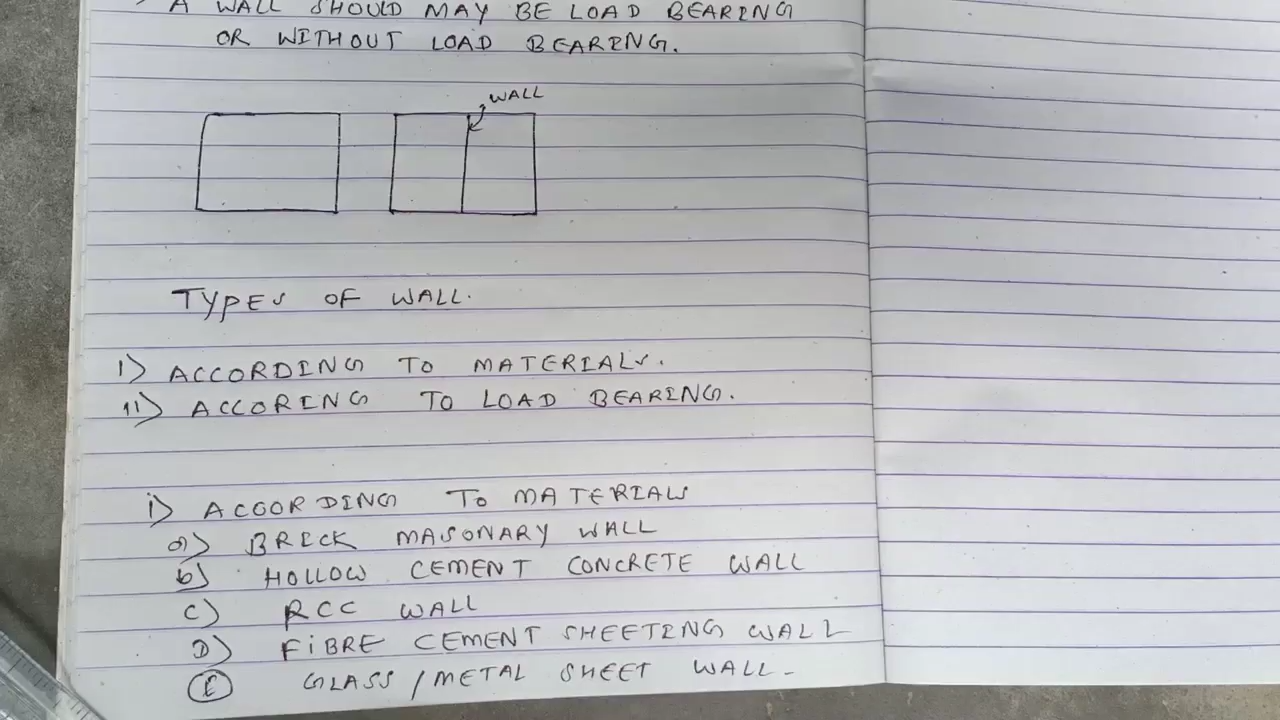 A WALL SHOULD MAY BE LOAD BEARING
OR WITHOUT LOAD BEARING.
WALL
TYPES OF WALL.
I) ACCORDING TO MATERIALS.
II) ACCORING TO LOAD BEARING.
i) ACCORDING TO MATERIALS
a) BRICK MASONARY WALL
b) HOLLOW CEMENT CONCRETE WALL
C) RCC WALL
D) FIBRE CEMENT SHEETING WALL
E GLASS/METAL SHEET WALL-